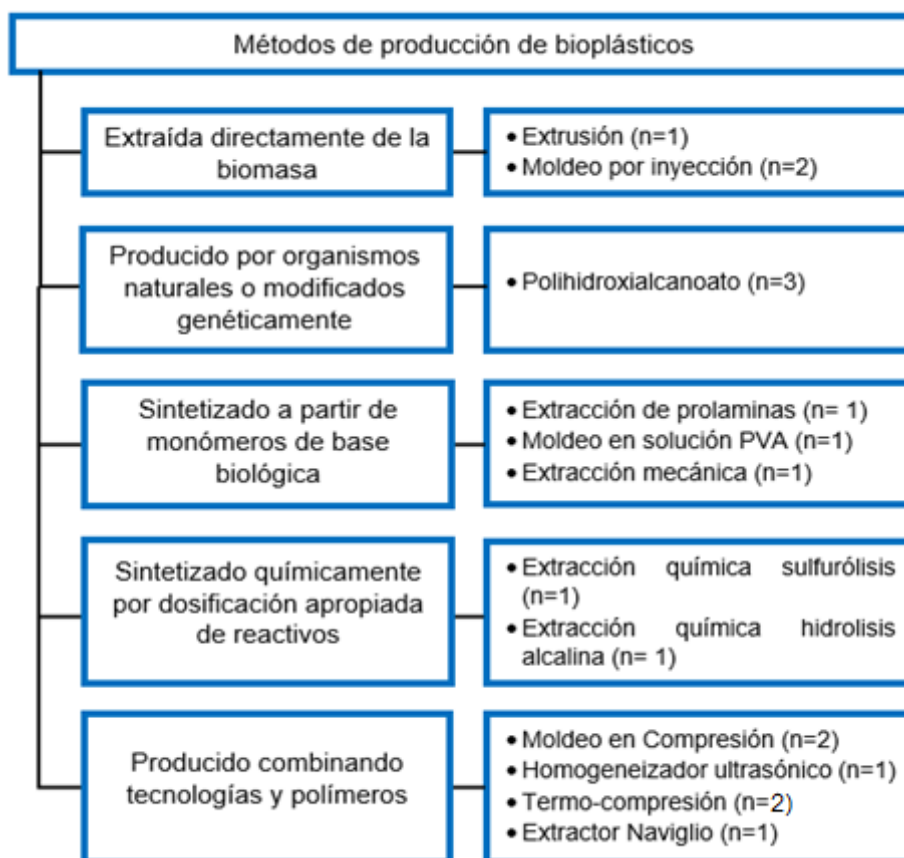 Métodos de producción de bioplásticos
Extraída directamente de la
biomasa
• Extrusión (n=1)
• Moldeo por inyección (n=2)
Producido por organismos
naturales o modificados
genéticamente
• Polihidroxialcanoato (n=3)
Sintetizado a partir de
monómeros de base
biológica
• Extracción de prolaminas (n= 1)
• Moldeo en solución PVA (n=1)
• Extracción mecánica (n=1)
Sintetizado químicamente
por dosificación apropiada
de reactivos
• Extracción química sulfurólisis
(n=1)
• Extracción química hidrolisis
alcalina (n= 1)
Producido combinando
tecnologías y polímeros
• Moldeo en Compresión (n=2)
• Homogeneizador ultrasónico (n=1)
• Termo-compresión (n=2)
• Extractor Naviglio (n=1)